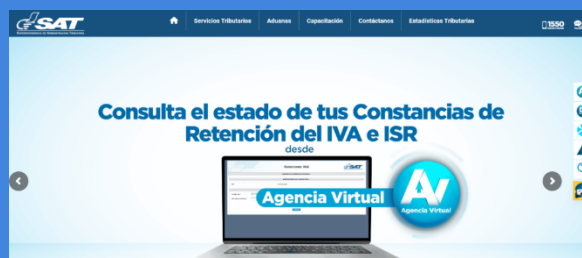 SAT
Servicios Tributarios
Aduanas
Capacitación
Contáctanos
Estadísticas Tributarias
1550
Consulta el estado de tus Constancias de
Retención del IVA e ISR
desde
SAT
Agencia Virtual
AV
Agencia Virtual